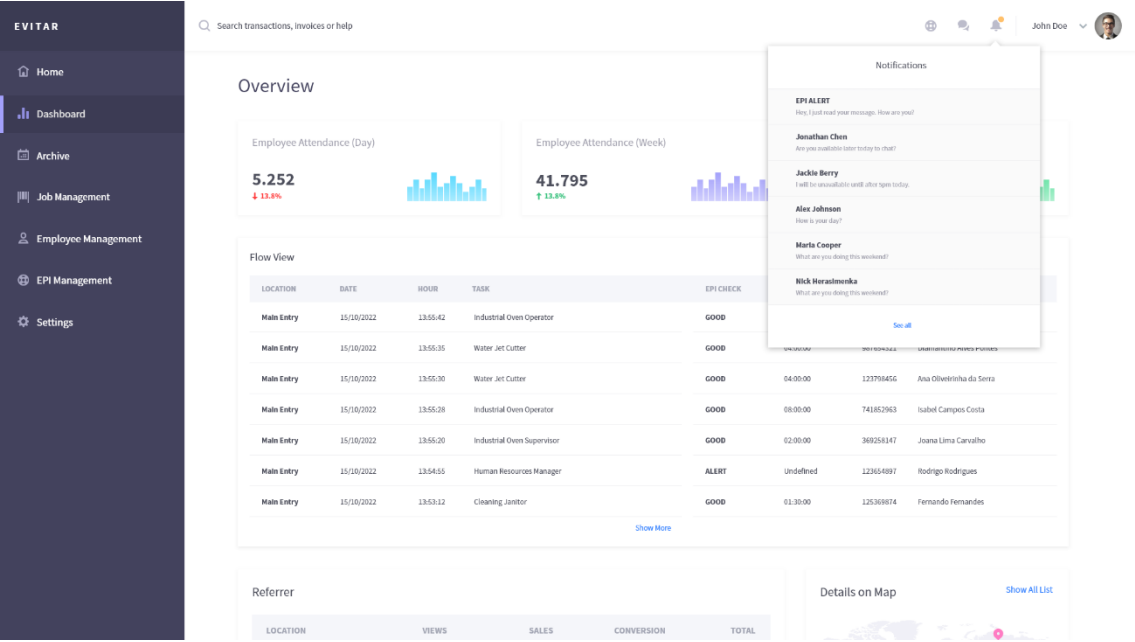 EVITAR
Search transactions, invoices or help
John Doe
Home
Dashboard
Archive
Job Management
Employee Management
EPI Management
Settings
Overview
Employee Attendance (Day)
5.252
13.8%
Employee Attendance (Week)
41.795
13.8%
Notifications
EPI ALERT
Hey, I just read your message. How are you?
Jonathan Chen
Are you available later today to chat?
Jackie Berry
I will be unavailable until after 5pm today.
Alex Johnson
How is your day?
Maria Cooper
What are you doing this weekend?
Nick Herasimenka
What are you doing this weekend?
See all
Flow View
LOCATION DATE HOUR TASK EPI CHECK
Main Entry 15/10/2022 13:55:42 Industrial Oven Operator GOOD
Main Entry 15/10/2022 13:55:35 Water Jet Cutter GOOD 04:00:00 987654322 Diamantino Alves Pontes
Main Entry 15/10/2022 13:55:30 Water Jet Cutter GOOD 04:00:00 123798456 Ana Oliveirinha da Serra
Main Entry 15/10/2022 13:55:28 Industrial Oven Operator GOOD 08:00:00 741852963 Isabel Campos Costa
Main Entry 15/10/2022 13:55:20 Industrial Oven Supervisor GOOD 02:00:00 369258147 Joana Lima Carvalho
Main Entry 15/10/2022 13:54:55 Human Resources Manager ALERT Undefined 123654897 Rodrigo Rodrigues
Main Entry 15/10/2022 13:53:12 Cleaning Janitor GOOD 01:30:00 125369874 Fernando Fernandes
Show More
Referrer
LOCATION VIEWS SALES CONVERSION TOTAL
Details on Map
Show All List